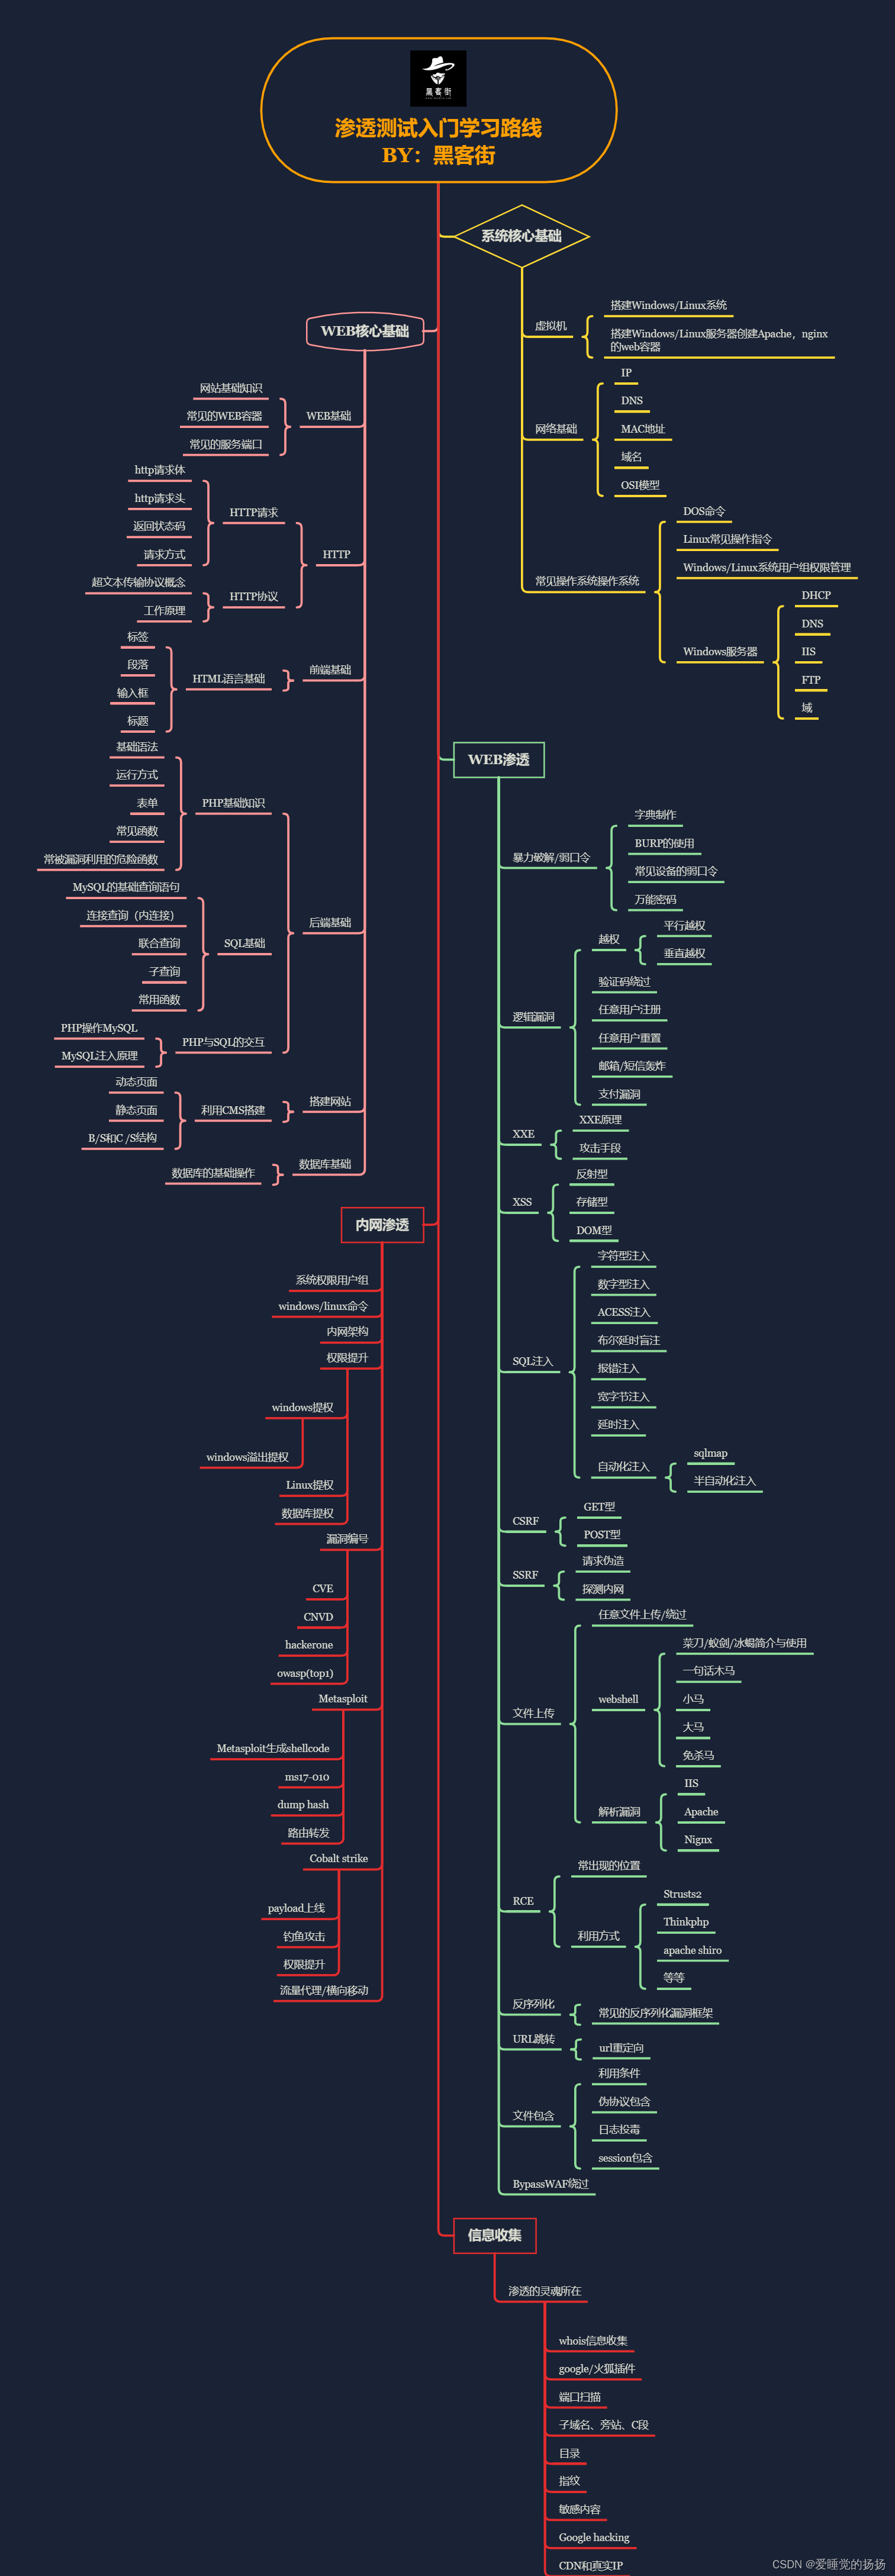 黑客街
渗透测试入门学习路线
BY：黑客街
系统核心基础
虚拟机
搭建Windows/Linux系统
搭建Windows/Linux服务器创建Apache，nginx
的web容器
网络基础
IP
DNS
MAC地址
域名
OSI模型
常见操作系统操作系统
DOS命令
Linux常见操作指令
Windows/Linux系统用户组权限管理
Windows服务器
DHCP
DNS
IIS
FTP
域
WEB核心基础
WEB基础
网站基础知识
常见的WEB容器
常见的服务端口
HTTP
HTTP请求
http请求体
http请求头
返回状态码
请求方式
HTTP协议
超文本传输协议概念
工作原理
前端基础
HTML语言基础
标签
段落
输入框
标题
后端基础
PHP基础知识
基础语法
运行方式
表单
常见函数
常被漏洞利用的危险函数
SQL基础
MySQL的基础查询语句
连接查询（内连接）
联合查询
子查询
常用函数
PHP与SQL的交互
PHP操作MySQL
MySQL注入原理
搭建网站
利用CMS搭建
动态页面
静态页面
B/S和C /S结构
数据库基础
数据库的基础操作
WEB渗透
暴力破解/弱口令
字典制作
BURP的使用
常见设备的弱口令
万能密码
逻辑漏洞
越权
平行越权
垂直越权
验证码绕过
任意用户注册
任意用户重置
邮箱/短信轰炸
支付漏洞
XXE
XXE原理
攻击手段
XSS
反射型
存储型
DOM型
SQL注入
字符型注入
数字型注入
ACESS注入
布尔延时盲注
报错注入
宽字节注入
延时注入
自动化注入
sqlmap
半自动化注入
CSRF
GET型
POST型
SSRF
请求伪造
探测内网
文件上传
任意文件上传/绕过
webshell
菜刀/蚁剑/冰蝎简介与使用
一句话木马
小马
大马
免杀马
解析漏洞
IIS
Apache
Nignx
RCE
常出现的位置
利用方式
Strusts2
Thinkphp
apache shiro
等等
反序列化
常见的反序列化漏洞框架
URL跳转
url重定向
文件包含
利用条件
伪协议包含
日志投毒
session包含
BypassWAF绕过
内网渗透
系统权限用户组
windows/linux命令
内网架构
权限提升
windows提权
windows溢出提权
Linux提权
数据库提权
漏洞编号
CVE
CNVD
hackerone
owasp(top1)
Metasploit
Metasploit生成shellcode
ms17-010
dump hash
路由转发
Cobalt strike
payload上线
钓鱼攻击
权限提升
流量代理/横向移动
信息收集
渗透的灵魂所在
whois信息收集
google/火狐插件
端口扫描
子域名、旁站、C段
目录
指纹
敏感内容
Google hacking
CDN和真实IP
CSDN @爱睡觉的扬扬